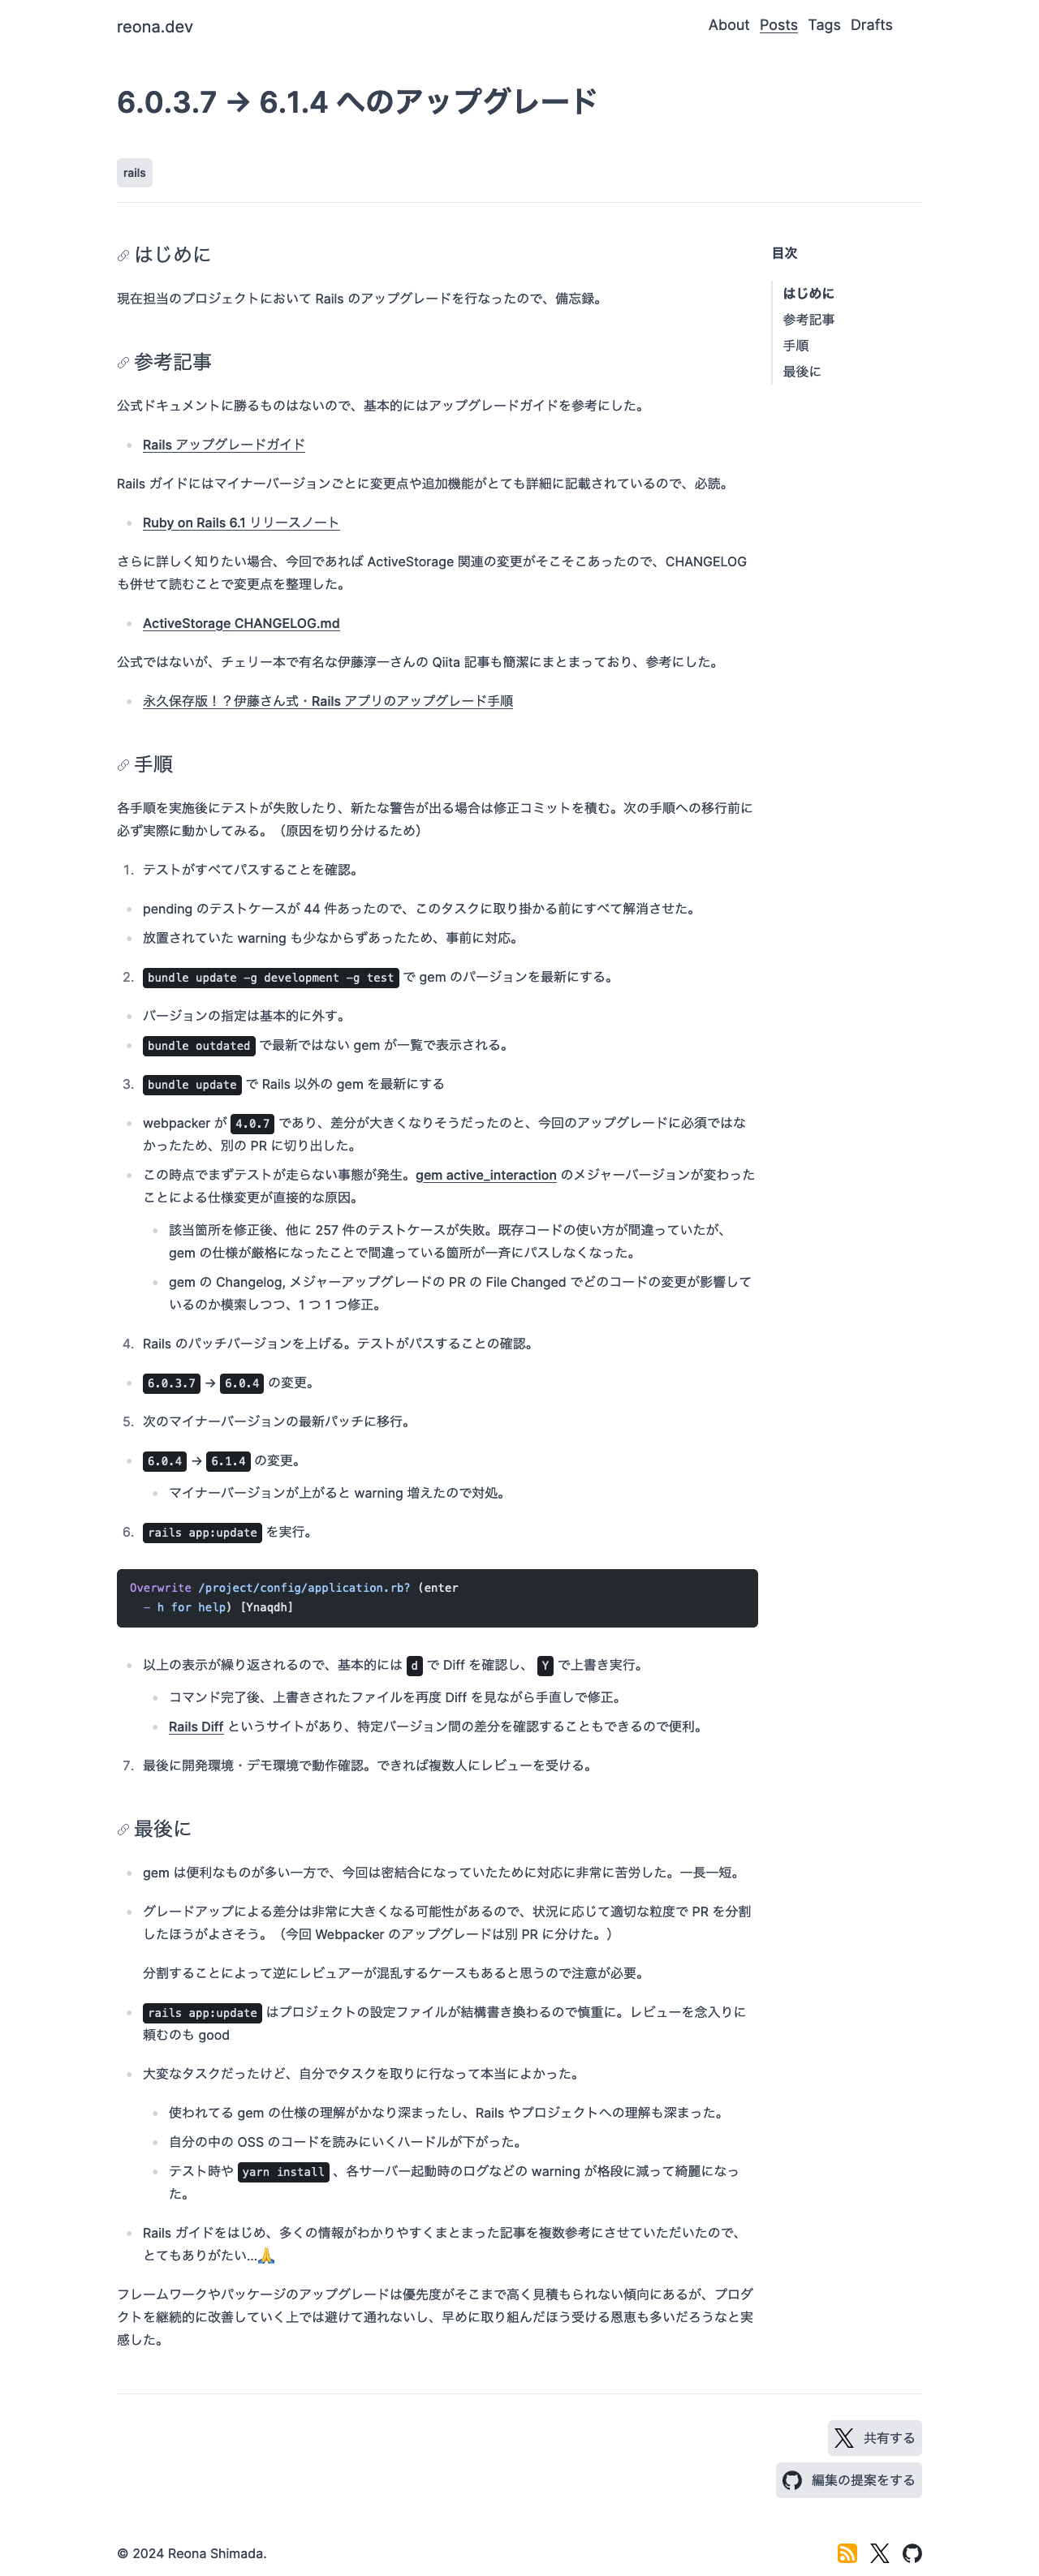 reona.dev
About Posts Tags Drafts
6.0.3.7 → 6.1.4 へのアップグレード
rails
はじめに
目次
はじめに
参考記事
手順
最後に
現在担当のプロジェクトにおいて Rails のアップグレードを行なったので、備忘録。
参考記事
公式ドキュメントに勝るものはないので、基本的にはアップグレードガイドを参考にした。
Rails アップグレードガイド
Rails ガイドにはマイナーバージョンごとに変更点や追加機能がとても詳細に記載されているので、必読。
Ruby on Rails 6.1 リリースノート
さらに詳しく知りたい場合、今回であれば ActiveStorage 関連の変更がそこそこあったので、CHANGELOG
も併せて読むことで変更点を整理した。
ActiveStorage CHANGELOG.md
公式ではないが、チェリー本で有名な伊藤淳一さんの Qiita 記事も簡潔にまとまっており、参考にした。
永久保存版！？伊藤さん式・Rails アプリのアップグレード手順
手順
各手順を実施後にテストが失敗したり、新たな警告が出る場合は修正コミットを積む。次の手順への移行前に
必ず実際に動かしてみる。（原因を切り分けるため）
1. テストがすべてパスすることを確認。
pending のテストケースが 44 件あったので、このタスクに取り掛かる前にすべて解消させた。
放置されていた warning も少なからずあったため、事前に対応。
2. bundle update -g development -g test で gem のバージョンを最新にする。
バージョンの指定は基本的に外す。
bundle outdated で最新ではない gem が一覧で表示される。
3. bundle update で Rails 以外の gem を最新にする
webpacker が 4.0.7 であり、差分が大きくなりそうだったのと、今回のアップグレードに必須ではな
かったため、別の PR に切り出した。
この時点でまずテストが走らない事態が発生。gem active_interaction のメジャーバージョンが変わった
ことによる仕様変更が直接的な原因。
該当箇所を修正後、他に 257 件のテストケースが失敗。既存コードの使い方が間違っていたが、
gem の仕様が厳格になったことで間違っている箇所が一斉にパスしなくなった。
gem の Changelog, メジャーアップグレードの PR の File Changed でどのコードの変更が影響して
いるのか模索しつつ、1 つ 1 つ修正。
4. Rails のパッチバージョンを上げる。テストがパスすることの確認。
6.0.3.7 → 6.0.4 の変更。
5. 次のマイナーバージョンの最新パッチに移行。
6.0.4 → 6.1.4 の変更。
マイナーバージョンが上がると warning 増えたので対処。
6. rails app:update を実行。
Overwrite /project/config/application.rb? (enter
- h for help) [Ynaqdh]
以上の表示が繰り返されるので、基本的には d で Diff を確認し、 Y で上書き実行。
コマンド完了後、上書きされたファイルを再度 Diff を見ながら手直しで修正。
Rails Diff というサイトがあり、特定バージョン間の差分を確認することもできるので便利。
7. 最後に開発環境・デモ環境で動作確認。できれば複数人にレビューを受ける。
最後に
gem は便利なものが多い一方で、今回は密結合になっていたために対応に非常に苦労した。一長一短。
グレードアップによる差分は非常に大きくなる可能性があるので、状況に応じて適切な粒度で PR を分割
したほうがよさそう。（今回 Webpacker のアップグレードは別 PR に分けた。）
分割することによって逆にレビュアーが混乱するケースもあると思うので注意が必要。
rails app:update はプロジェクトの設定ファイルが結構書き換わるので慎重に。レビューを念入りに
頼むのも good
大変なタスクだったけど、自分でタスクを取りに行なって本当によかった。
使われてる gem の仕様の理解がかなり深まったし、Rails やプロジェクトへの理解も深まった。
自分の中の OSS のコードを読みにいくハードルが下がった。
テスト時や yarn install 、各サーバー起動時のログなどの warning が格段に減って綺麗になっ
た。
Rails ガイドをはじめ、多くの情報がわかりやすくまとまった記事を複数参考にさせていただいたので、
とてもありがたい...🙏
フレームワークやパッケージのアップグレードは優先度がそこまで高く見積もられない傾向にあるが、プロダ
クトを継続的に改善していく上では避けて通れないし、早めに取り組んだほう受ける恩恵も多いだろうなと実
感した。
共有する
編集の提案をする
© 2024 Reona Shimada.